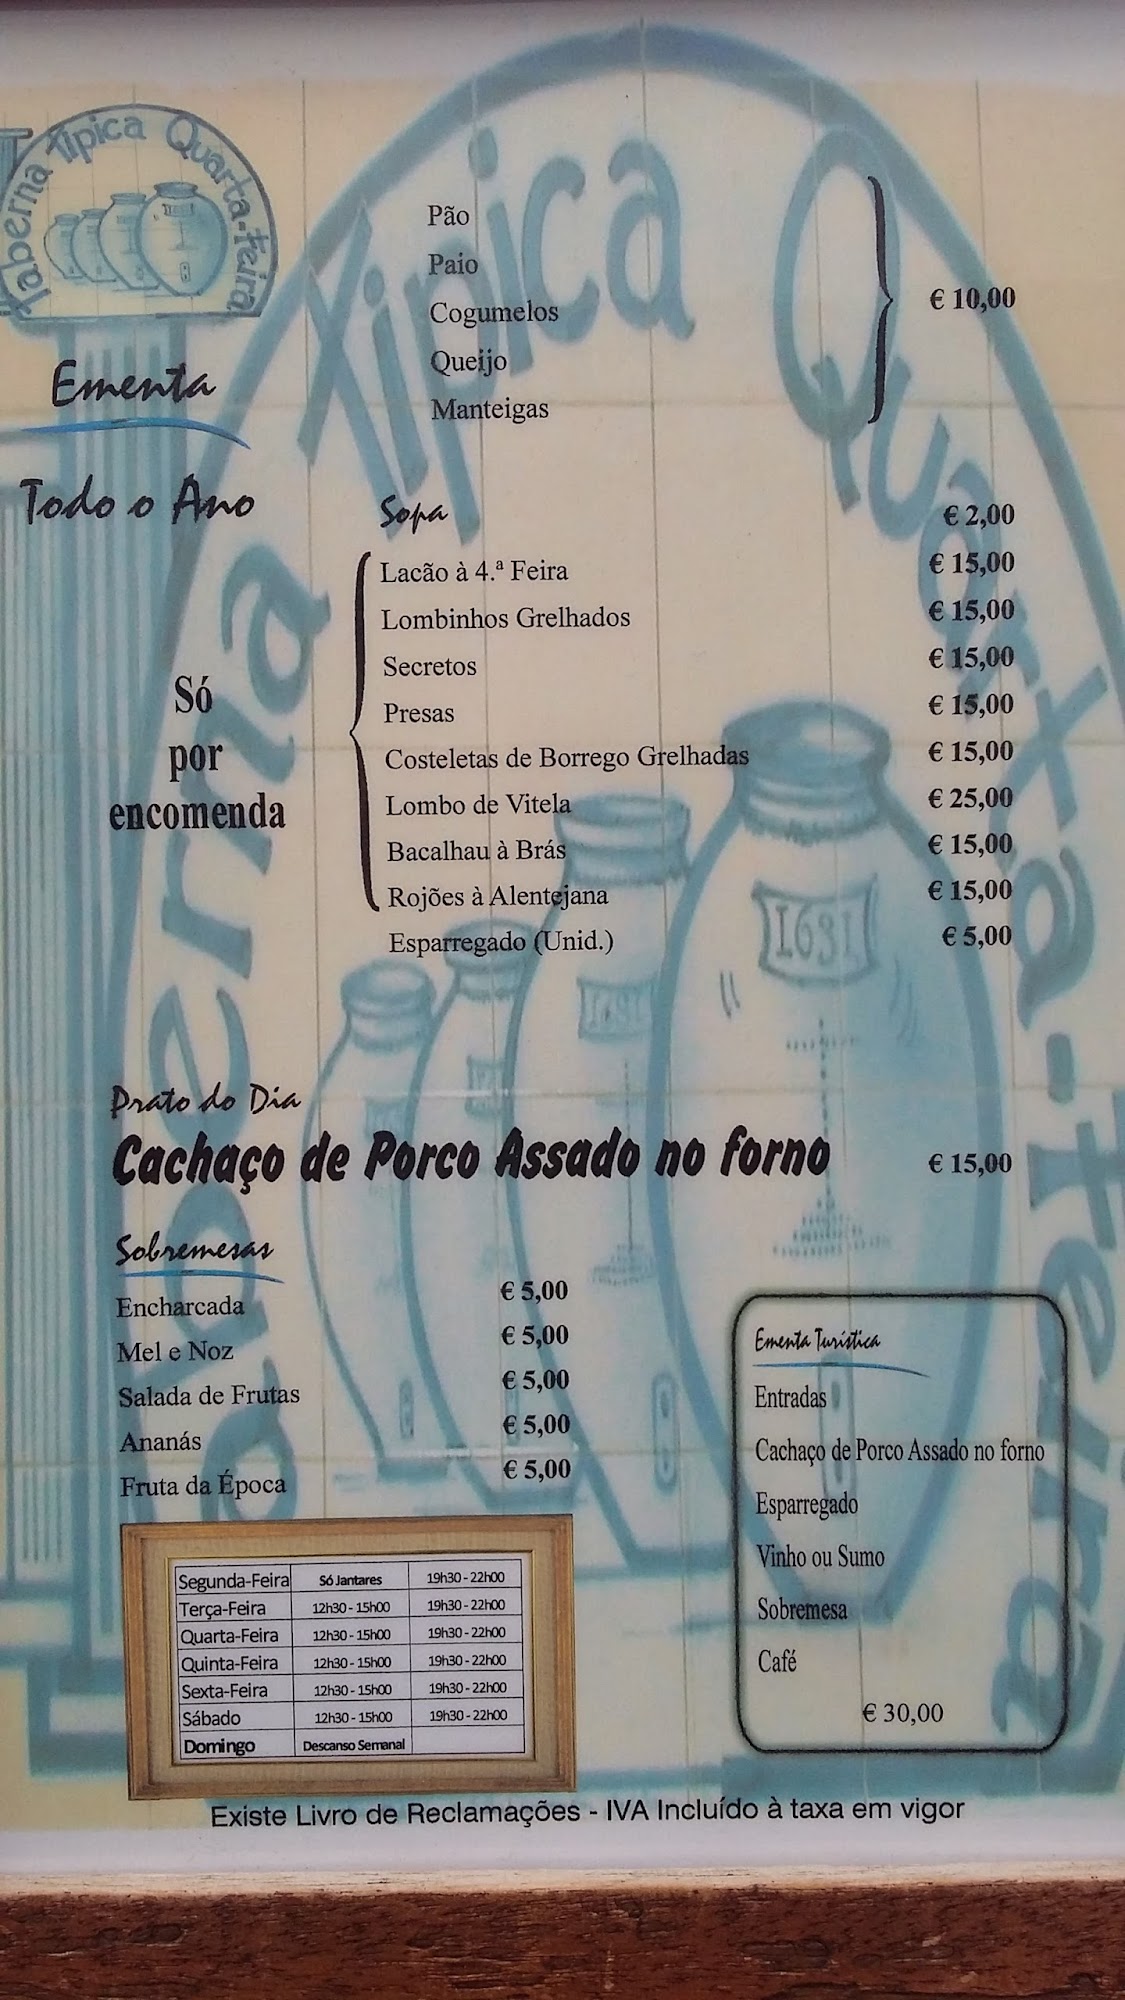 Taberna Típica Quarta-Feira
Taberna Típica Quarta-Feira
Ementa
Todo o Ano
Pão
Paio
Cogumelos
Queijo
Manteigas
€ 10,00
Sopa € 2,00
Só
por
encomenda
Lacão à 4.ª Feira € 15,00
Lombinhos Grelhados € 15,00
Secretos € 15,00
Presas € 15,00
Costeletas de Borrego Grelhadas € 15,00
Lombo de Vitela € 25,00
Bacalhau à Brás € 15,00
Rojões à Alentejana € 15,00
Esparregado (Unid.) € 5,00
1631
1631
Prato do Dia
Cachaço de Porco Assado no forno € 15,00
Sobremesas
Encharcada € 5,00
Mel e Noz € 5,00
Salada de Frutas € 5,00
Ananás € 5,00
Fruta da Época € 5,00
Ementa Turística
Entradas
Cachaço de Porco Assado no forno
Esparregado
Vinho ou Sumo
Sobremesa
Café
€ 30,00
Segunda-Feira Só Jantares 19h30 - 22h00
Terça-Feira 12h30 - 15h00 19h30 - 22h00
Quarta-Feira 12h30 - 15h00 19h30 - 22h00
Quinta-Feira 12h30 - 15h00 19h30 - 22h00
Sexta-Feira 12h30 - 15h00 19h30 - 22h00
Sábado 12h30 - 15h00 19h30 - 22h00
Domingo Descanso Semanal
Existe Livro de Reclamações - IVA Incluído à taxa em vigor